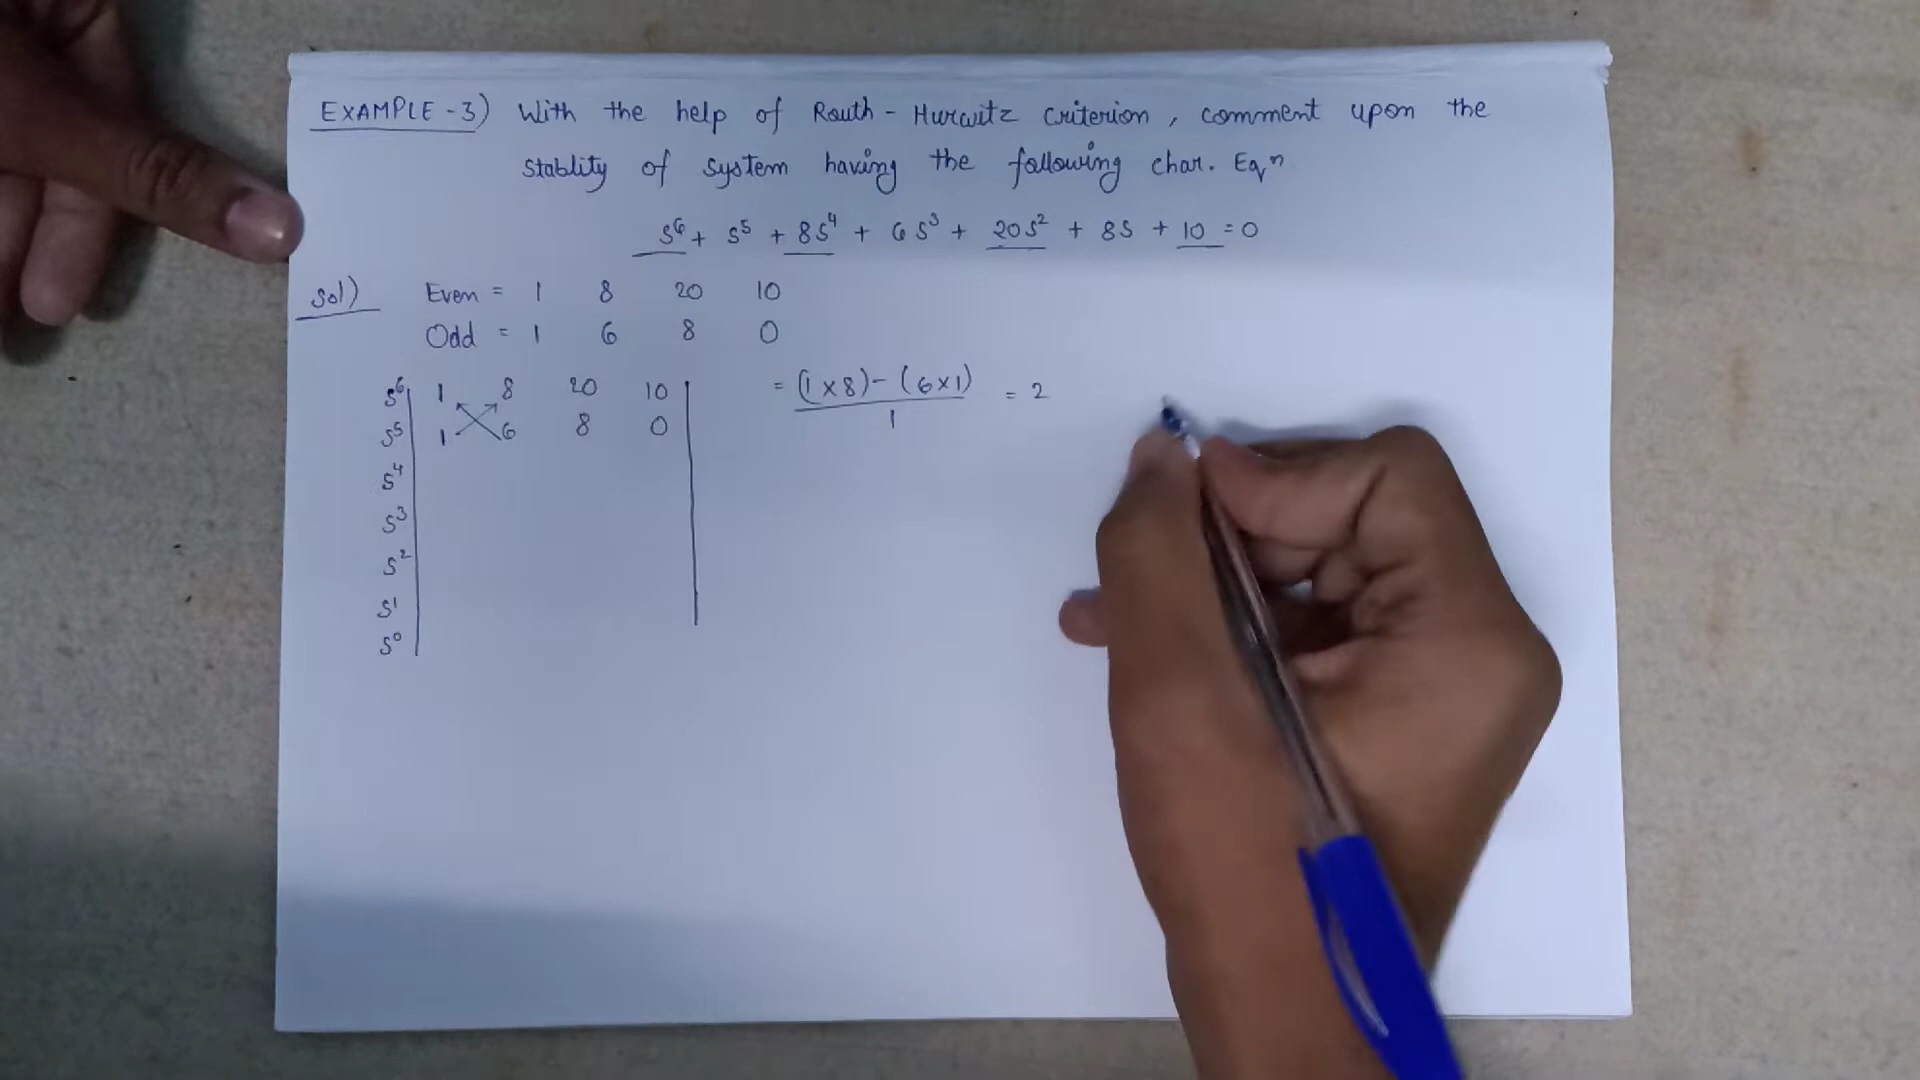 EXAMPLE-3) With the help of Routh-Hurwitz criterion, comment upon the
Stablity of system having the following char. Eqⁿ
s⁶ + s⁵ + 8s⁴ + 6s³ + 20s² + 8s + 10 = 0
Sol) Even = 1 8 20 10
Odd = 1 6 8 0
s⁶ 1 8 20 10 = (1×8)-(6×1) / 1 = 2
s⁵ 1 6 8 0
s⁴
s³
s²
s¹
s⁰